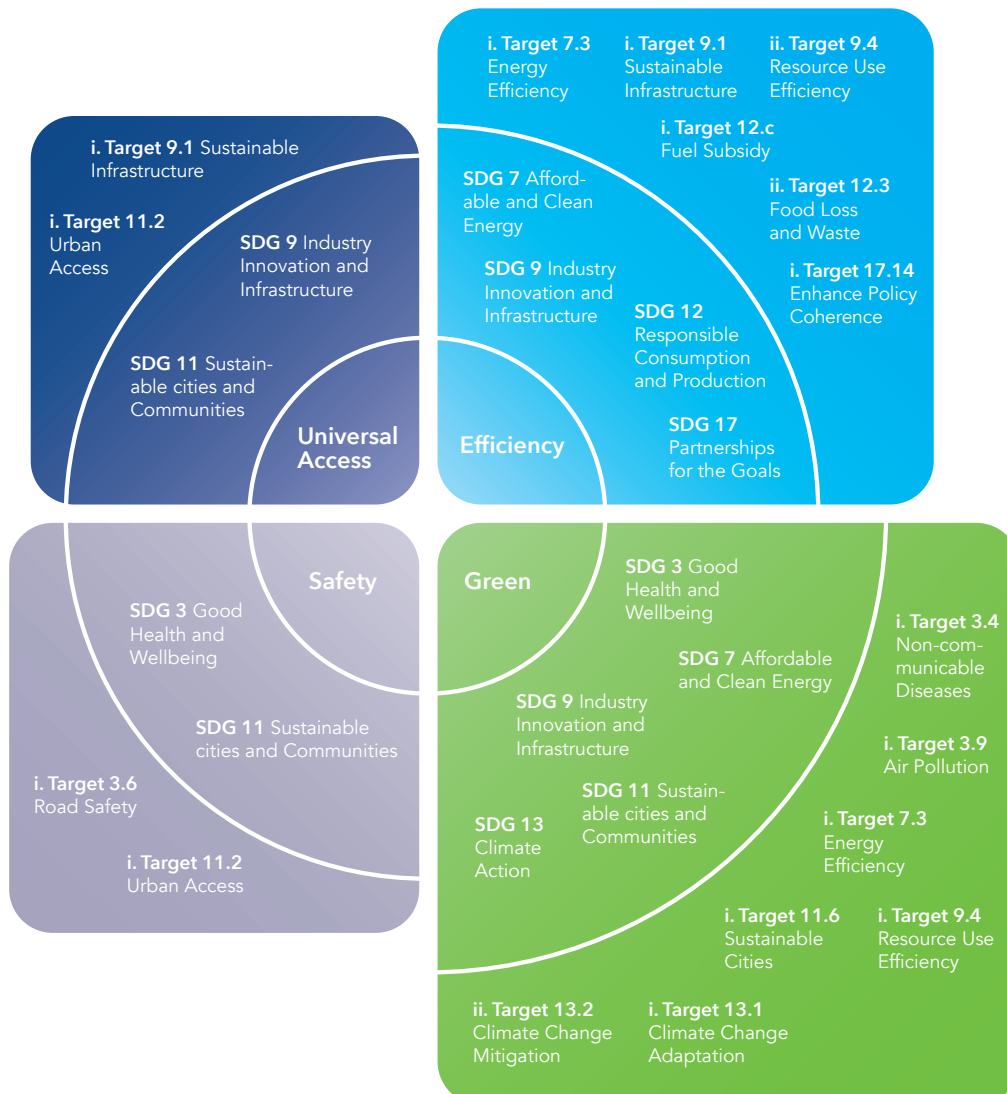 i. Target 9.1 Sustainable
Infrastructure
i. Target 11.2
Urban
Access
SDG 9 Industry
Innovation and
Infrastructure
SDG 11 Sustain-
able cities and
Communities
Universal
Access
i. Target 7.3
Energy
Efficiency
i. Target 9.1
Sustainable
Infrastructure
ii. Target 9.4
Resource Use
Efficiency
i. Target 12.c
Fuel Subsidy
ii. Target 12.3
Food Loss
and Waste
i. Target 17.14
Enhance Policy
Coherence
SDG 7 Afford-
able and Clean
Energy
SDG 9 Industry
Innovation and
Infrastructure
SDG 12
Responsible
Consumption
and Production
SDG 17
Partnerships
for the Goals
Efficiency
Safety
SDG 3 Good
Health and
Wellbeing
SDG 11 Sustainable
cities and Communities
i. Target 3.6
Road Safety
i. Target 11.2
Urban Access
Green
SDG 3 Good
Health and
Wellbeing
SDG 7 Affordable
and Clean Energy
SDG 9 Industry
Innovation and
Infrastructure
SDG 11 Sustain-
able cities and
Communities
SDG 13
Climate
Action
i. Target 3.4
Non-com-
municable
Diseases
i. Target 3.9
Air Pollution
i. Target 7.3
Energy
Efficiency
i. Target 11.6
Sustainable
Cities
i. Target 9.4
Resource Use
Efficiency
ii. Target 13.2
Climate Change
Mitigation
i. Target 13.1
Climate Change
Adaptation